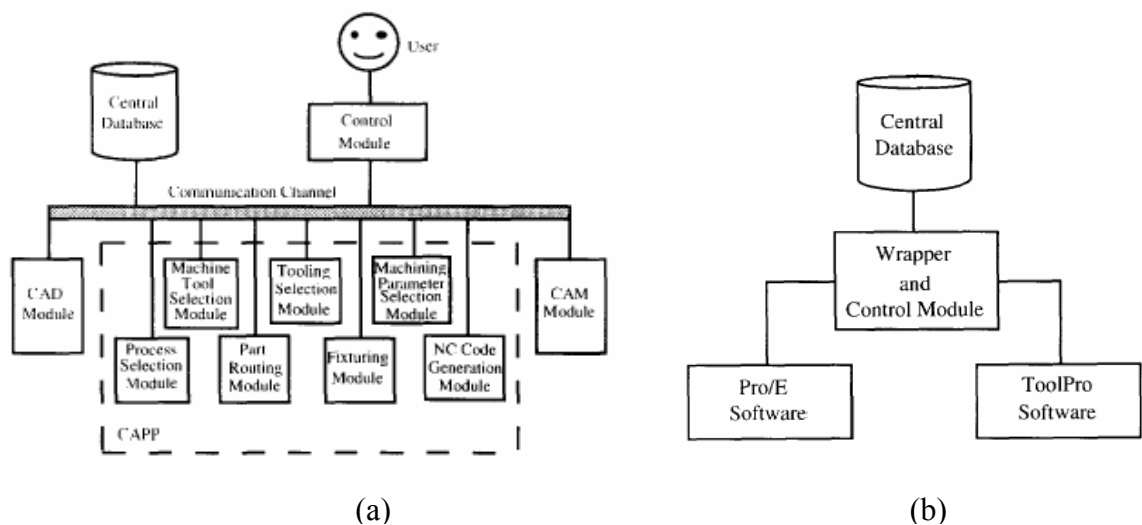 User
Central
Database
Control
Module
Communication Channel
CAD
Module
Machine
Tool
Selection
Module
Tooling
Selection
Module
Machining
Parameter
Selection
Module
CAM
Module
Process
Selection
Module
Part
Routing
Module
Fixturing
Module
NC Code
Generation
Module
CAPP
(a)
Central
Database
Wrapper
and
Control Module
Pro/E
Software
ToolPro
Software
(b)